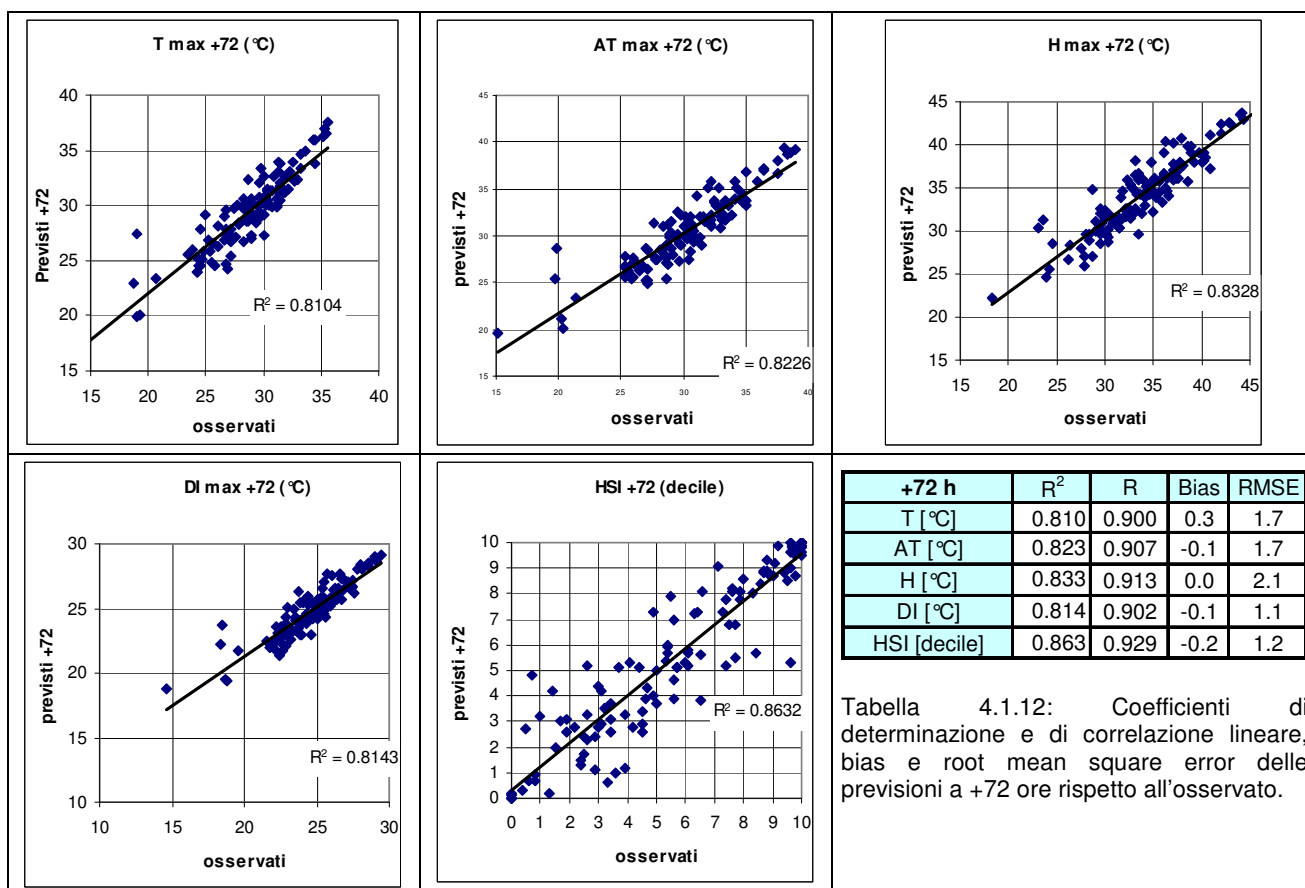 T max +72 (°C)
40
35
30
25
20
15
15 20 25 30 35 40
Previsti +72
osservati
R² = 0.8104
AT max +72 (°C)
45
40
35
30
25
20
15
15 20 25 30 35 40
previsti +72
osservati
R² = 0.8226
H max +72 (°C)
45
40
35
30
25
20
15
15 20 25 30 35 40 45
previsti +72
osservati
R² = 0.8328
DI max +72 (°C)
30
25
20
15
10
10 15 20 25 30
previsti +72
osservati
R² = 0.8143
HSI +72 (decile)
10
9
8
7
6
5
4
3
2
1
0
0 1 2 3 4 5 6 7 8 9 10
previsti +72
osservati
R² = 0.8632
+72 h R² R Bias RMSE
T [°C] 0.810 0.900 0.3 1.7
AT [°C] 0.823 0.907 -0.1 1.7
H [°C] 0.833 0.913 0.0 2.1
DI [°C] 0.814 0.902 -0.1 1.1
HSI [decile] 0.863 0.929 -0.2 1.2
Tabella 4.1.12: Coefficienti di
determinazione e di correlazione lineare,
bias e root mean square error delle
previsioni a +72 ore rispetto all'osservato.